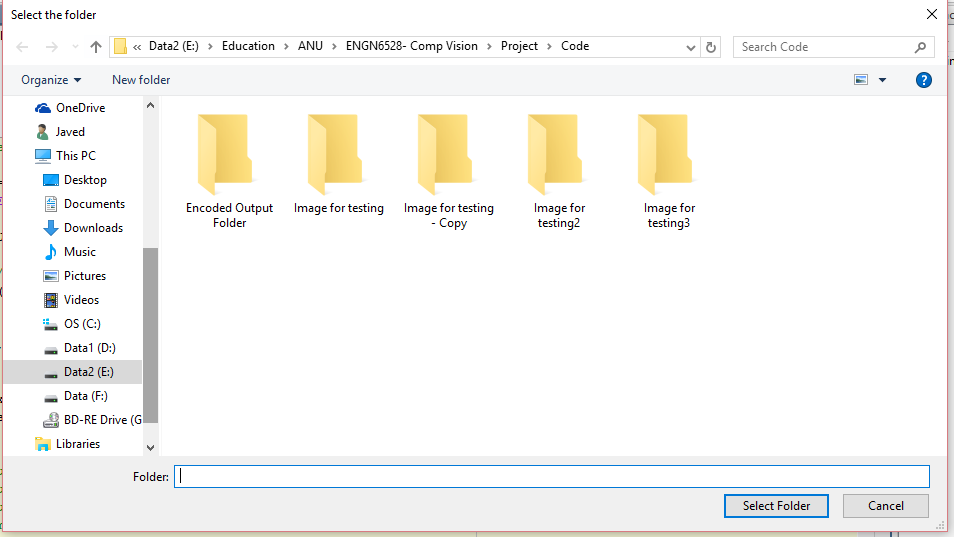 Select the folder
« Data2 (E:) > Education > ANU > ENGN6528- Comp Vision > Project > Code
Search Code
Organize
New folder
OneDrive
Javed
This PC
Desktop
Documents
Downloads
Music
Pictures
Videos
OS (C:)
Data1 (D:)
Data2 (E:)
Data (F:)
BD-RE Drive (G
Libraries
Encoded Output
Folder
Image for testing
Image for testing
- Copy
Image for
testing2
Image for
testing3
Folder:
Select Folder
Cancel